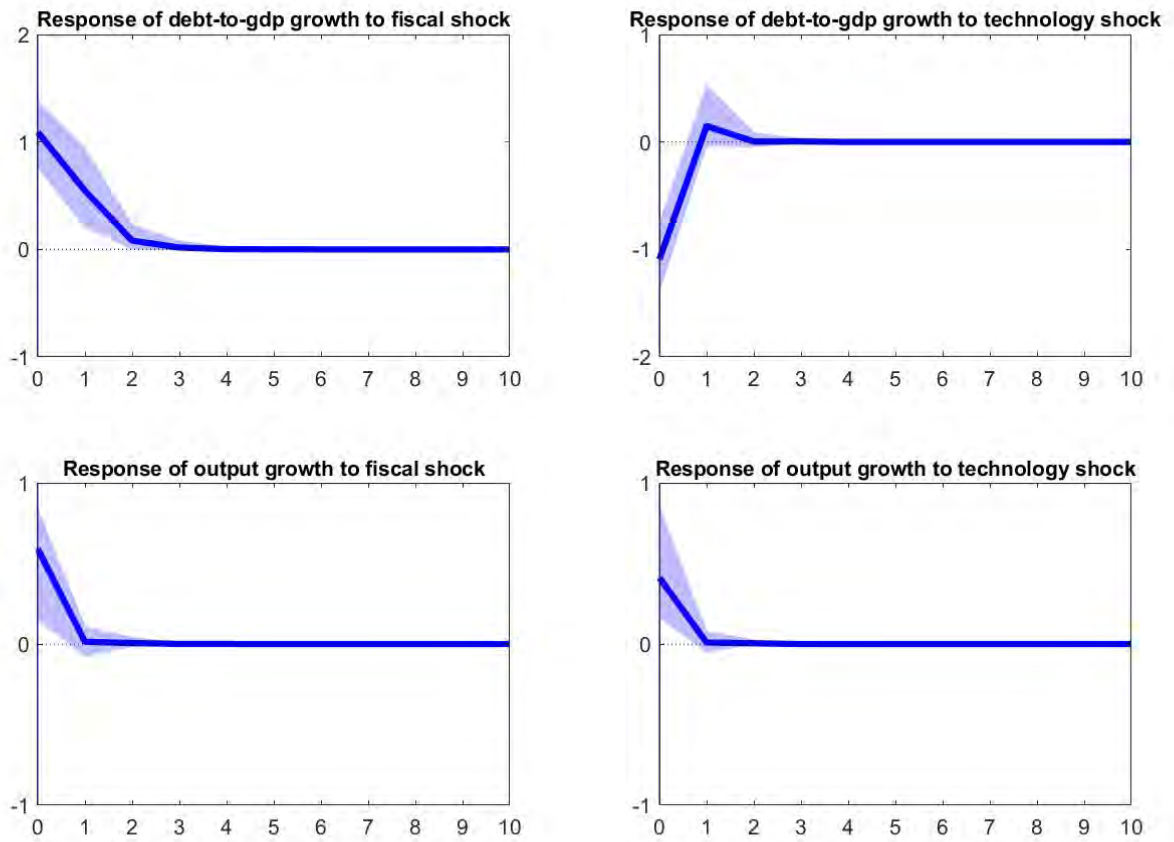 Response of debt-to-gdp growth to fiscal shock
2
1
0
-1
0 1 2 3 4 5 6 7 8 9 10
Response of debt-to-gdp growth to technology shock
1
0
-1
-2
0 1 2 3 4 5 6 7 8 9 10
Response of output growth to fiscal shock
1
0
-1
0 1 2 3 4 5 6 7 8 9 10
Response of output growth to technology shock
1
0
-1
0 1 2 3 4 5 6 7 8 9 10